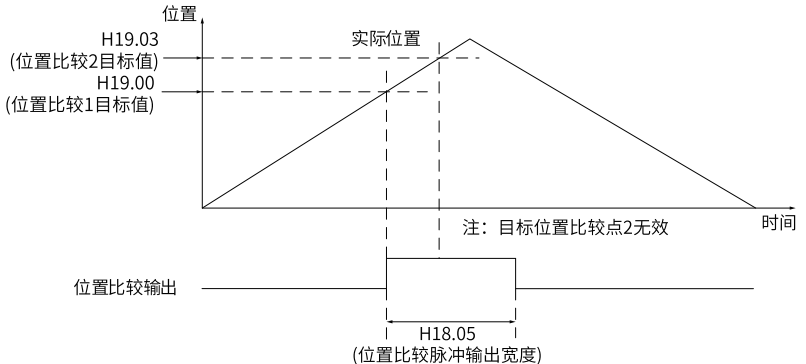 位置
H19.03
(位置比较2目标值)
H19.00
(位置比较1目标值)
实际位置
注：目标位置比较点2无效
时间
位置比较输出
H18.05
(位置比较脉冲输出宽度)